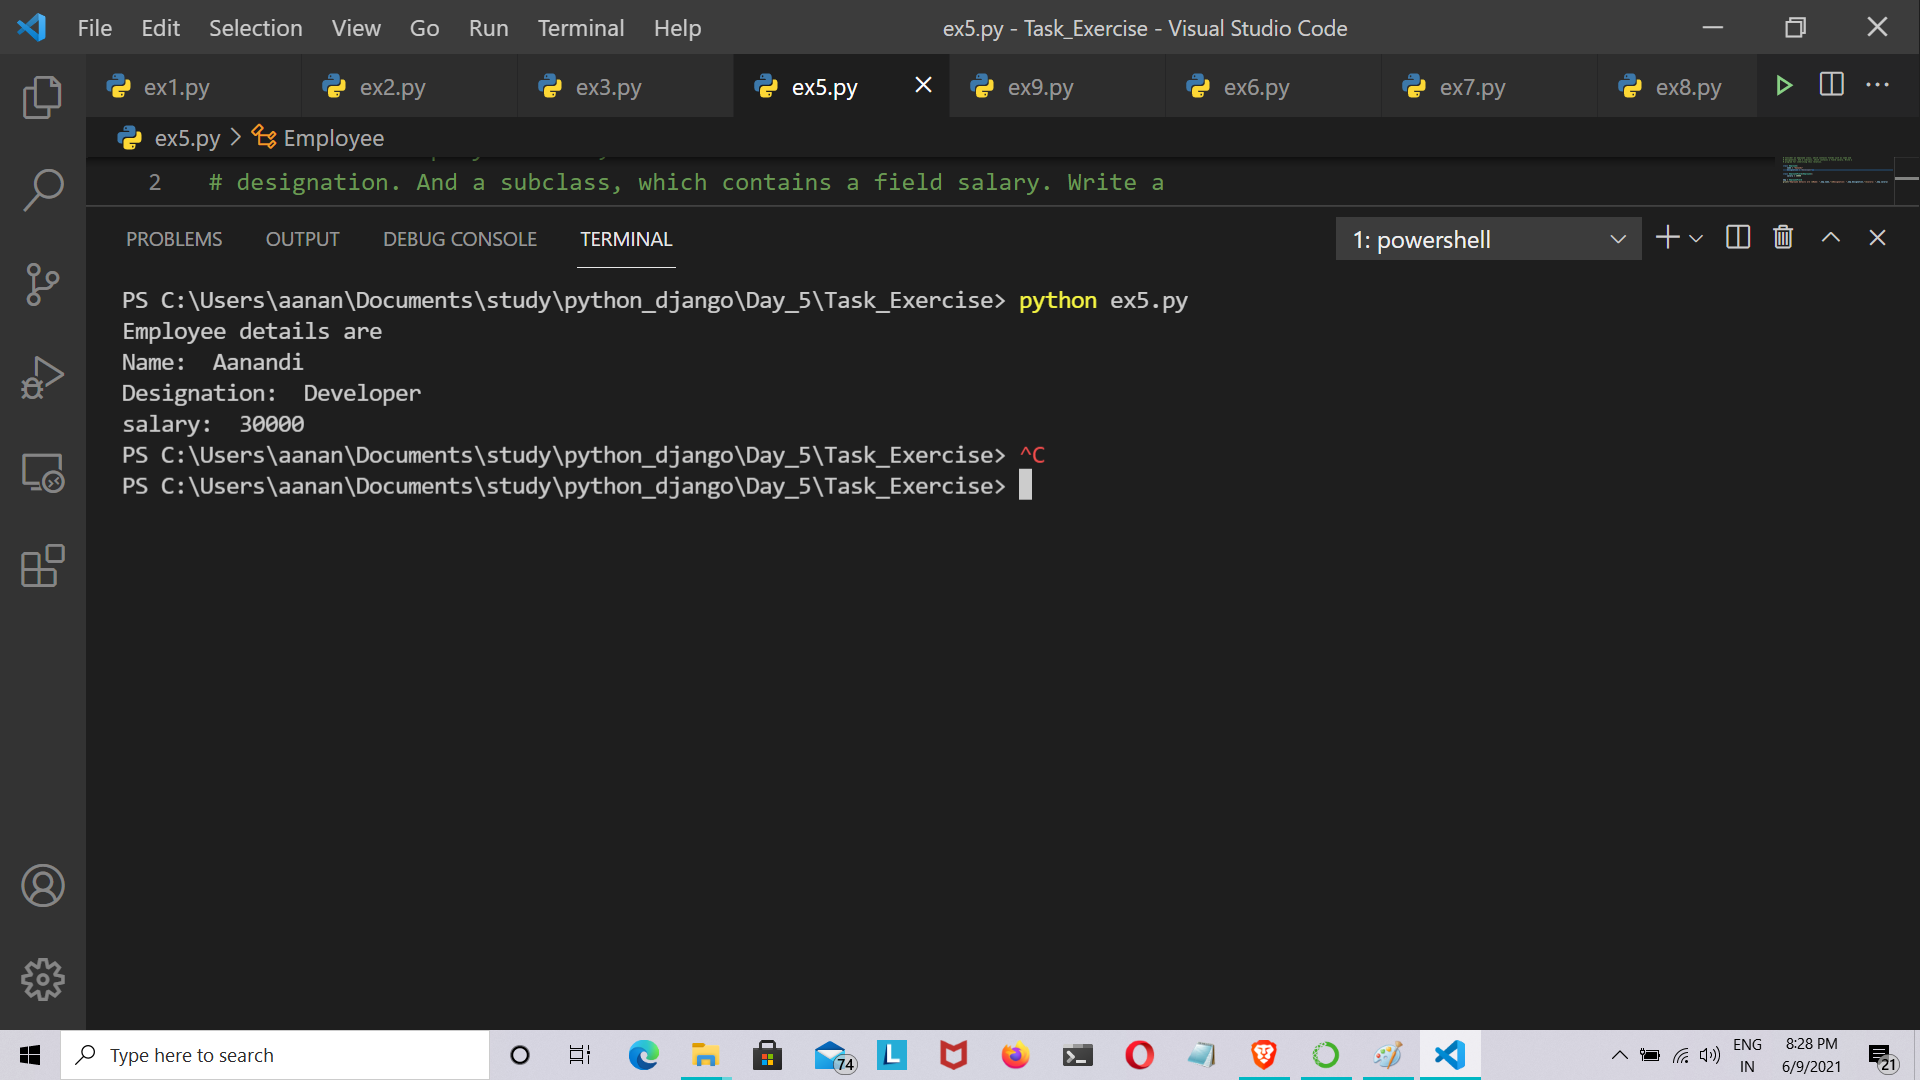 File Edit Selection View Go Run Terminal Help ex5.py - Task_Exercise - Visual Studio Code
ex1.py ex2.py ex3.py ex5.py ex9.py ex6.py ex7.py ex8.py
ex5.py > Employee
2 # designation. And a subclass, which contains a field salary. Write a
PROBLEMS OUTPUT DEBUG CONSOLE TERMINAL 1: powershell
PS C:\Users\aanan\Documents\study\python_django\Day_5\Task_Exercise> python ex5.py
Employee details are
Name:  Aanandi
Designation:  Developer
salary:  30000
PS C:\Users\aanan\Documents\study\python_django\Day_5\Task_Exercise> ^C
PS C:\Users\aanan\Documents\study\python_django\Day_5\Task_Exercise>
Type here to search 74 L ENG 8:28 PM
IN 6/9/2021 21